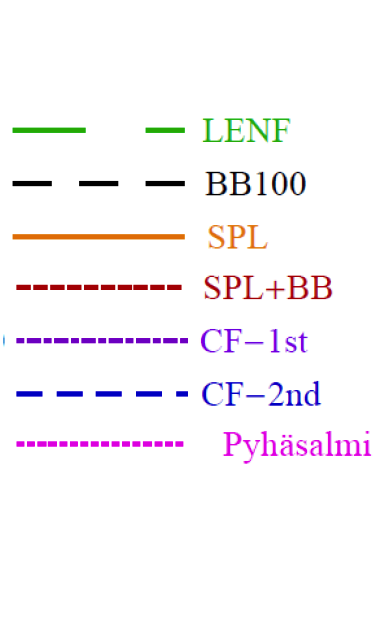 LENF
BB100
SPL
SPL+BB
CF−1st
CF−2nd
Pyhäsalmi